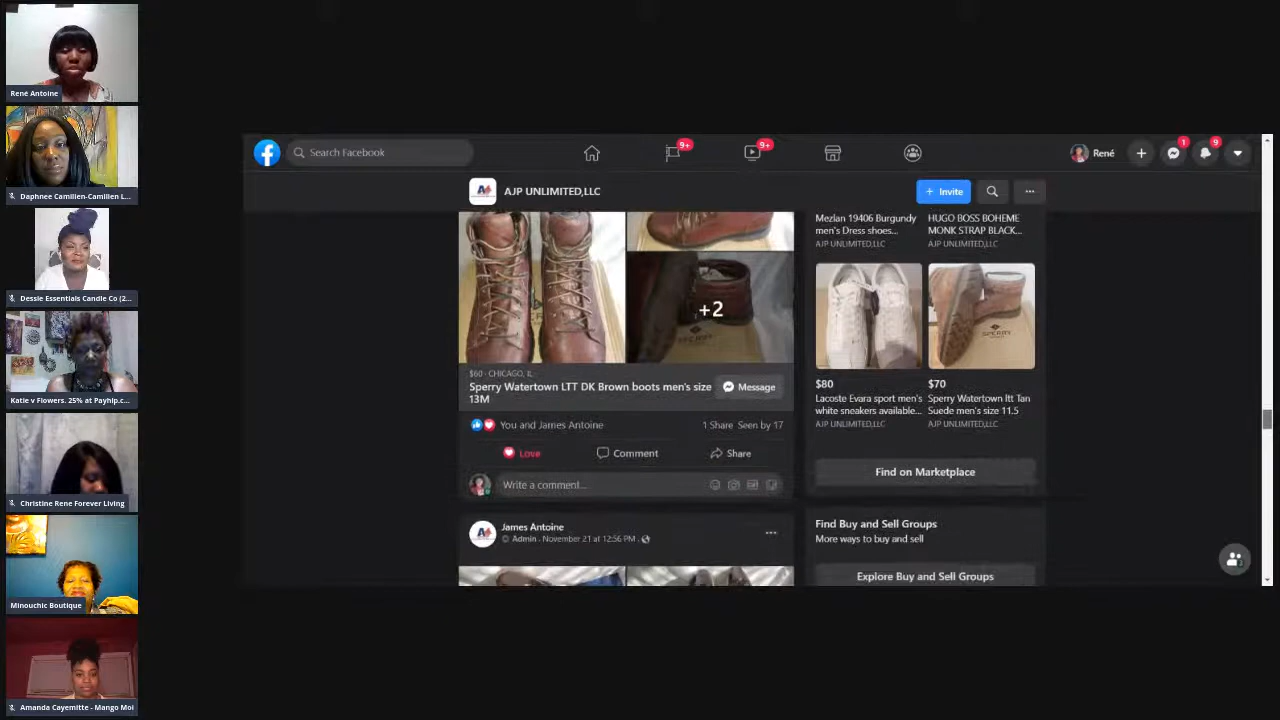 René Antoine
Daphnee Camilien-Camilien L...
Dessie Essentials Candle Co (2...
Katie v Flowers. 25% at Payhip.c...
Christine Rene Forever Living
Minouchic Boutique
Amanda Cayemitte - Mango Moi
Search Facebook
9+
9+
René
1
9
AJP UNLIMITED,LLC
+ Invite
+2
SPERRY
$60 · CHICAGO, IL
Sperry Watertown LTT DK Brown boots men's size
13M
Message
You and James Antoine
1 Share Seen by 17
Love
Comment
Share
Write a comment...
James Antoine
Admin · November 21 at 12:56 PM ·
Mezlan 19406 Burgundy
men's Dress shoes...
AJP UNLIMITED,LLC
HUGO BOSS BOHEME
MONK STRAP BLACK...
AJP UNLIMITED,LLC
SPERRY
$80
Lacoste Evara sport men's
white sneakers available...
AJP UNLIMITED,LLC
$70
Sperry Watertown ltt Tan
Suede men's size 11.5
AJP UNLIMITED,LLC
Find on Marketplace
Find Buy and Sell Groups
More ways to buy and sell
Explore Buy and Sell Groups